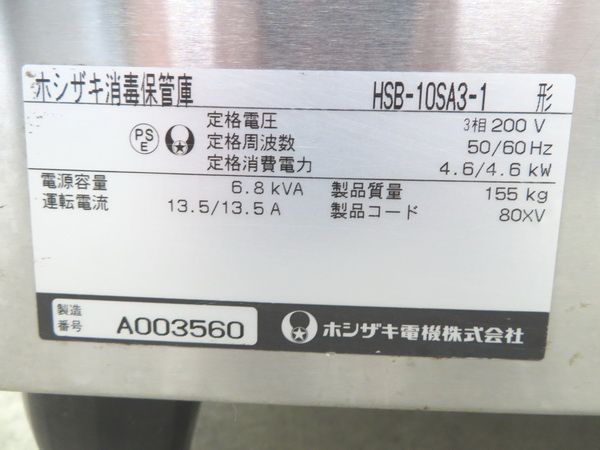 ホシザキ消毒保管庫 HSB-10SA3-1 形
PS E 定格電圧 3相 200 V
定格周波数 50/60 Hz
定格消費電力 4.6/4.6 kW
電源容量 6.8 kVA 製品質量 155 kg
運転電流 13.5/13.5 A 製品コード 80XV
製造番号 A003560 ホシザキ電機株式会社